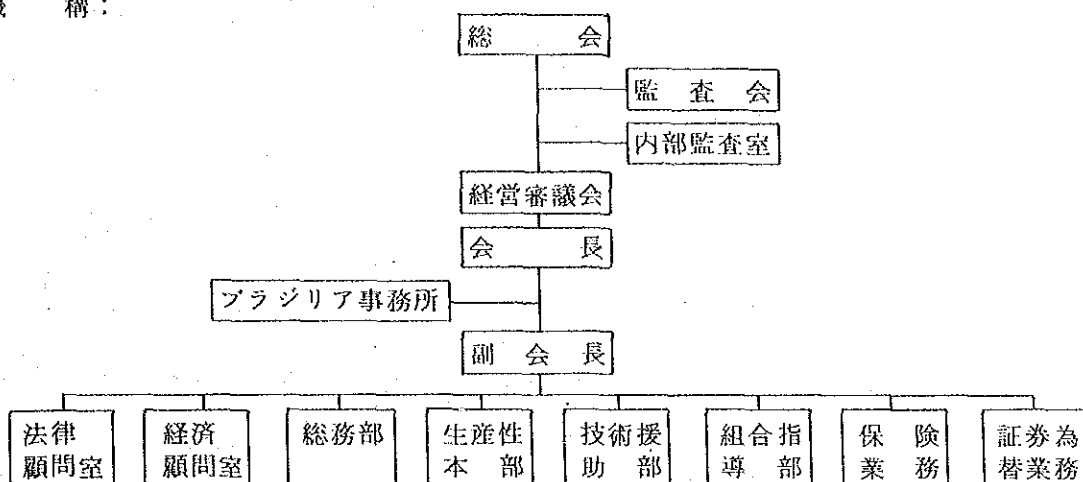 機 構：
総 会
監 査 会
内部監査室
経営審議会
会 長
ブラジリア事務所
副 会 長
法律
顧問室
経済
顧問室
総務部
生産性
本 部
技術援
助 部
組合指
導 部
保 険
業 務
証券為
替業務